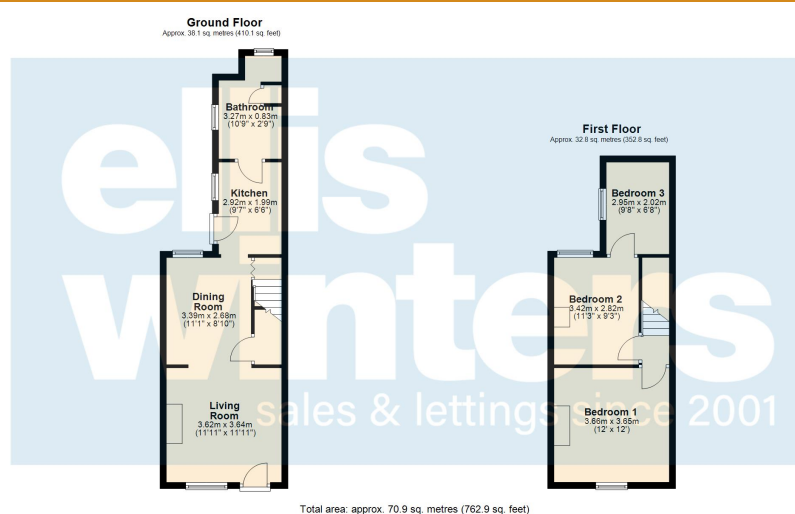 Ground Floor
Approx. 38.1 sq. metres (410.1 sq. feet)
Bathroom
3.27m x 0.83m
(10'9" x 2'9")
Kitchen
2.92m x 1.99m
(9'7" x 6'6")
Dining
Room
3.39m x 2.68m
(11'1" x 8'10")
Living
Room
3.62m x 3.64m
(11'11" x 11'11")
First Floor
Approx. 32.8 sq. metres (352.8 sq. feet)
Bedroom 3
2.95m x 2.02m
(9'8" x 6'8")
Bedroom 2
3.42m x 2.82m
(11'3" x 9'3")
Bedroom 1
3.66m x 3.65m
(12' x 12')
ellis
winters
sales & lettings since 2001
Total area: approx. 70.9 sq. metres (762.9 sq. feet)